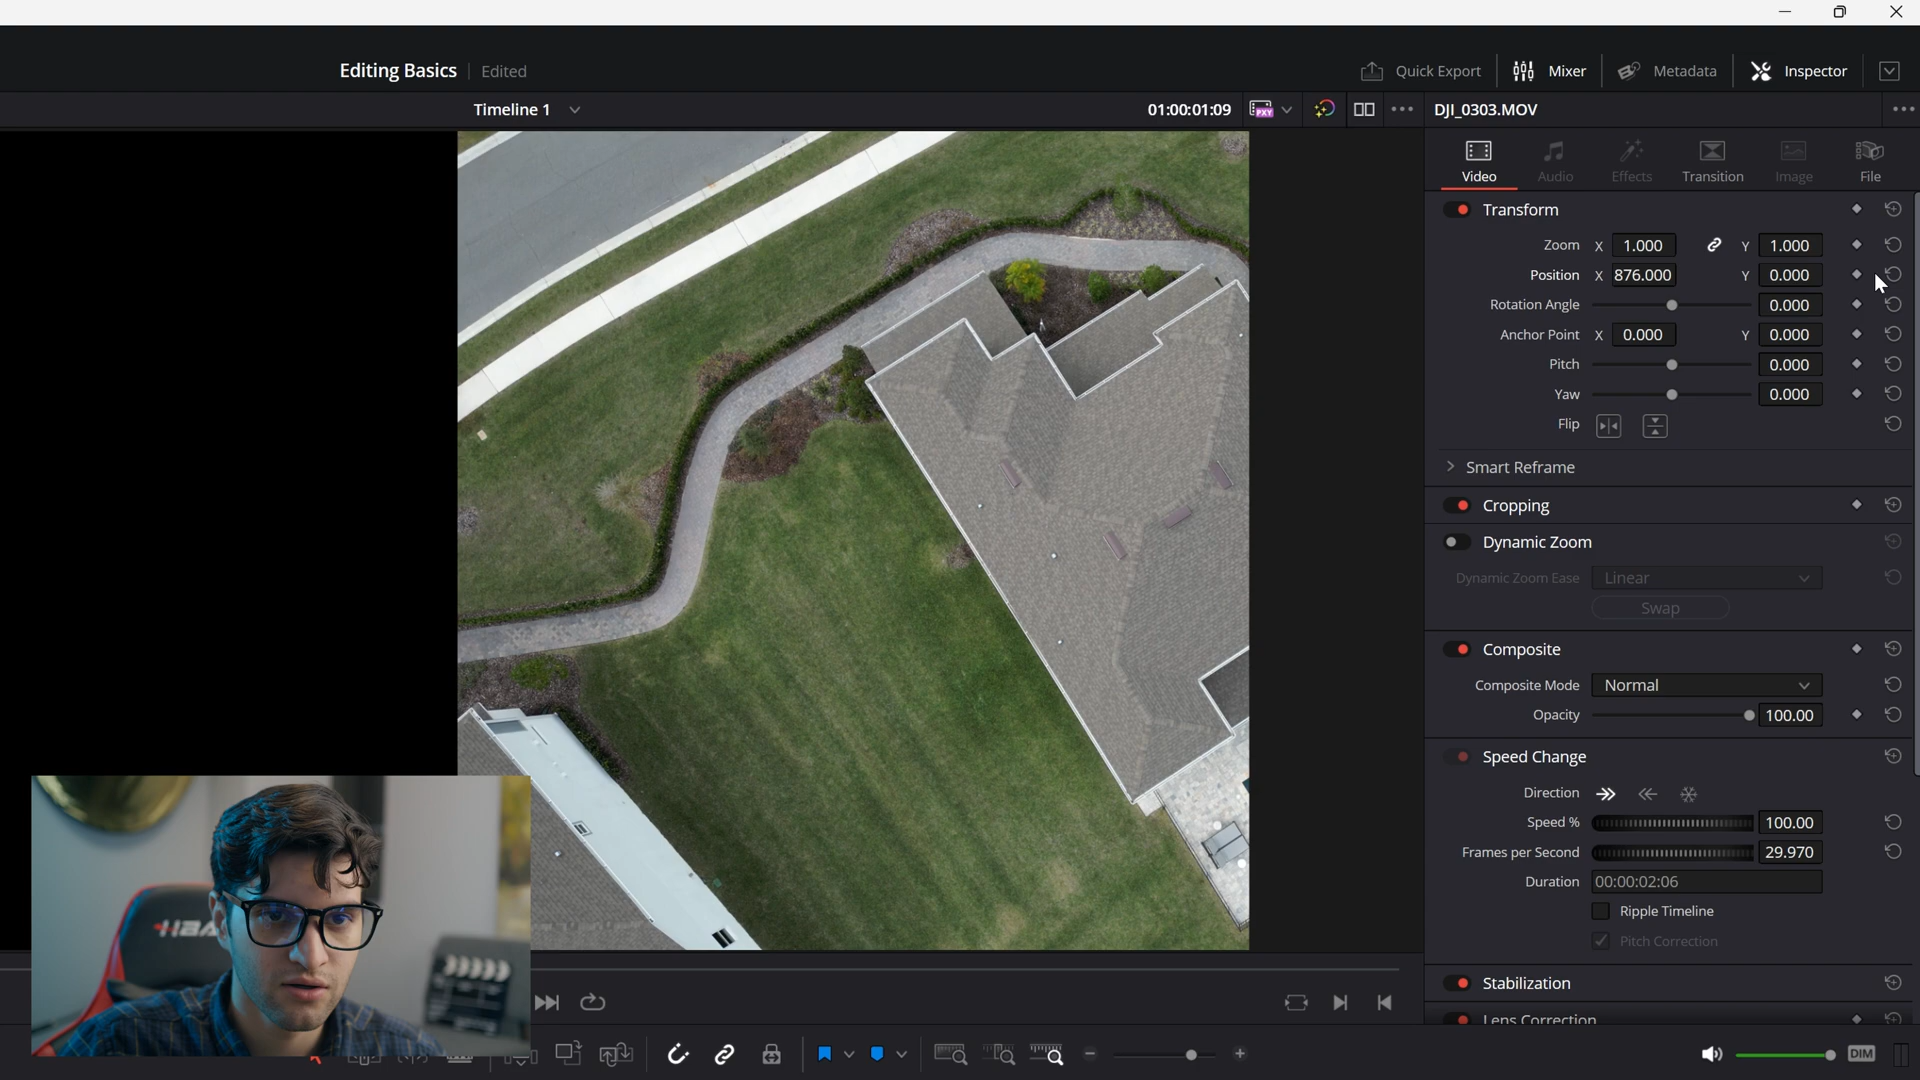 Editing Basics Edited Quick Export Mixer Metadata Inspector
Timeline 1 01:00:01:09 PXY DJI_0303.MOV
Video Audio Effects Transition Image File
Transform
Zoom X 1.000 Y 1.000
Position X 876.000 Y 0.000
Rotation Angle 0.000
Anchor Point X 0.000 Y 0.000
Pitch 0.000
Yaw 0.000
Flip
Smart Reframe
Cropping
Dynamic Zoom
Dynamic Zoom Ease Linear
Swap
Composite
Composite Mode Normal
Opacity 100.00
Speed Change
Direction
Speed % 100.00
Frames per Second 29.970
Duration 00:00:02:06
Ripple Timeline
Pitch Correction
Stabilization
Lens Correction
DIM